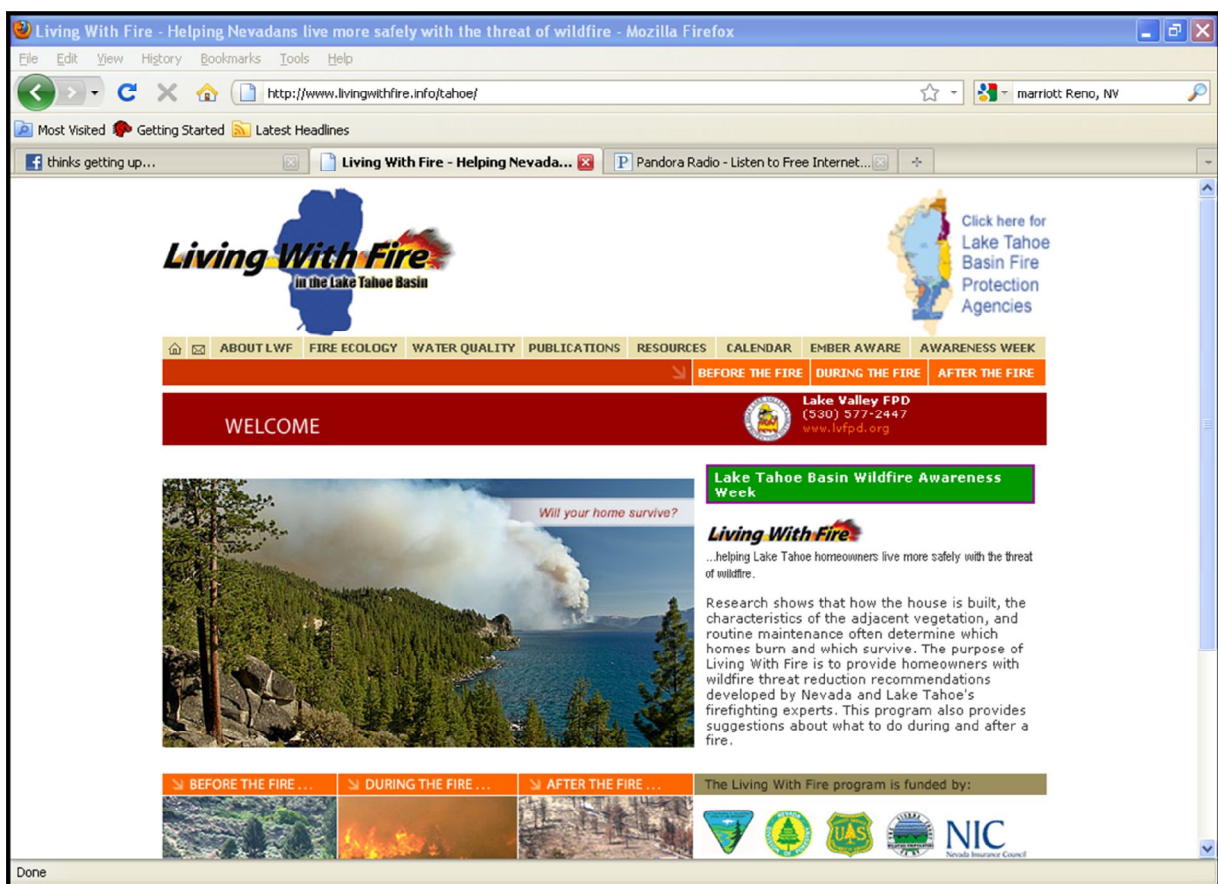 Living With Fire - Helping Nevadans live more safely with the threat of wildfire - Mozilla Firefox
File Edit View History Bookmarks Tools Help
http://www.livingwithfire.info/tahoe/
marriott Reno, NV
Most Visited Getting Started Latest Headlines
thinks getting up...
Living With Fire - Helping Nevada...
Pandora Radio - Listen to Free Internet...
Living With Fire
in the Lake Tahoe Basin
Click here for
Lake Tahoe
Basin Fire
Protection
Agencies
ABOUT LWF FIRE ECOLOGY WATER QUALITY PUBLICATIONS RESOURCES CALENDAR EMBER AWARE AWARENESS WEEK
BEFORE THE FIRE DURING THE FIRE AFTER THE FIRE
WELCOME
Lake Valley FPD
(530) 577-2447
www.lvfpd.org
Will your home survive?
Lake Tahoe Basin Wildfire Awareness
Week
Living With Fire
...helping Lake Tahoe homeowners live more safely with the threat
of wildfire.
Research shows that how the house is built, the
characteristics of the adjacent vegetation, and
routine maintenance often determine which
homes burn and which survive. The purpose of
Living With Fire is to provide homeowners with
wildfire threat reduction recommendations
developed by Nevada and Lake Tahoe's
firefighting experts. This program also provides
suggestions about what to do during and after a
fire.
BEFORE THE FIRE ... DURING THE FIRE ... AFTER THE FIRE ...
The Living With Fire program is funded by:
UAS
NIC
Nevada Insurance Council
Done